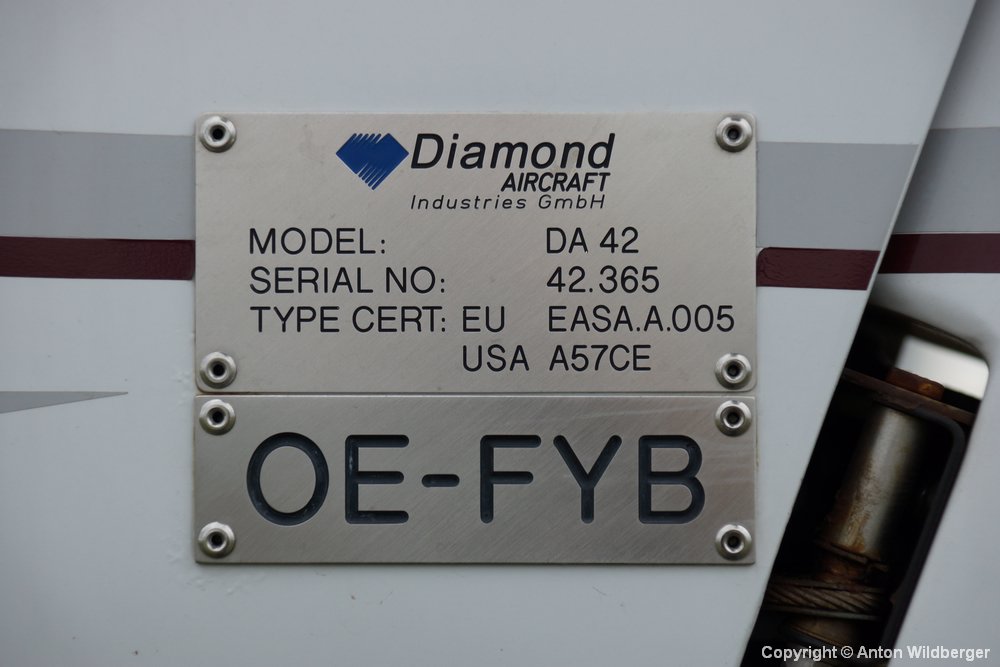 Diamond
AIRCRAFT
Industries GmbH
MODEL: DA 42
SERIAL NO: 42.365
TYPE CERT: EU EASA.A.005
USA A57CE
OE-FYB
Copyright © Anton Wildberger